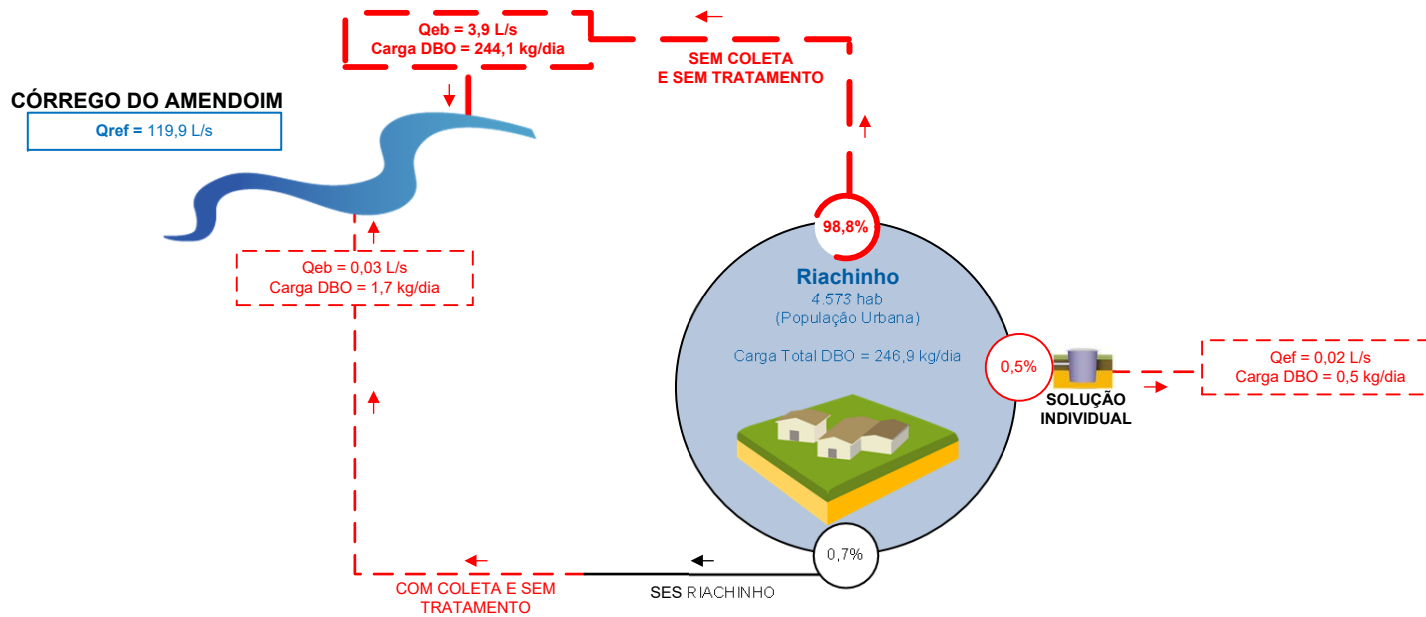 Qeb = 3,9 L/s
Carga DBO = 244,1 kg/dia
SEM COLETA
E SEM TRATAMENTO
CÓRREGO DO AMENDOIM
Qref = 119,9 L/s
98,8%
Qeb = 0,03 L/s
Carga DBO = 1,7 kg/dia
Riachinho
4.573 hab
(População Urbana)
Carga Total DBO = 246,9 kg/dia
0,5%
SOLUÇÃO
INDIVIDUAL
Qef = 0,02 L/s
Carga DBO = 0,5 kg/dia
0,7%
COM COLETA E SEM
TRATAMENTO
SES RIACHINHO